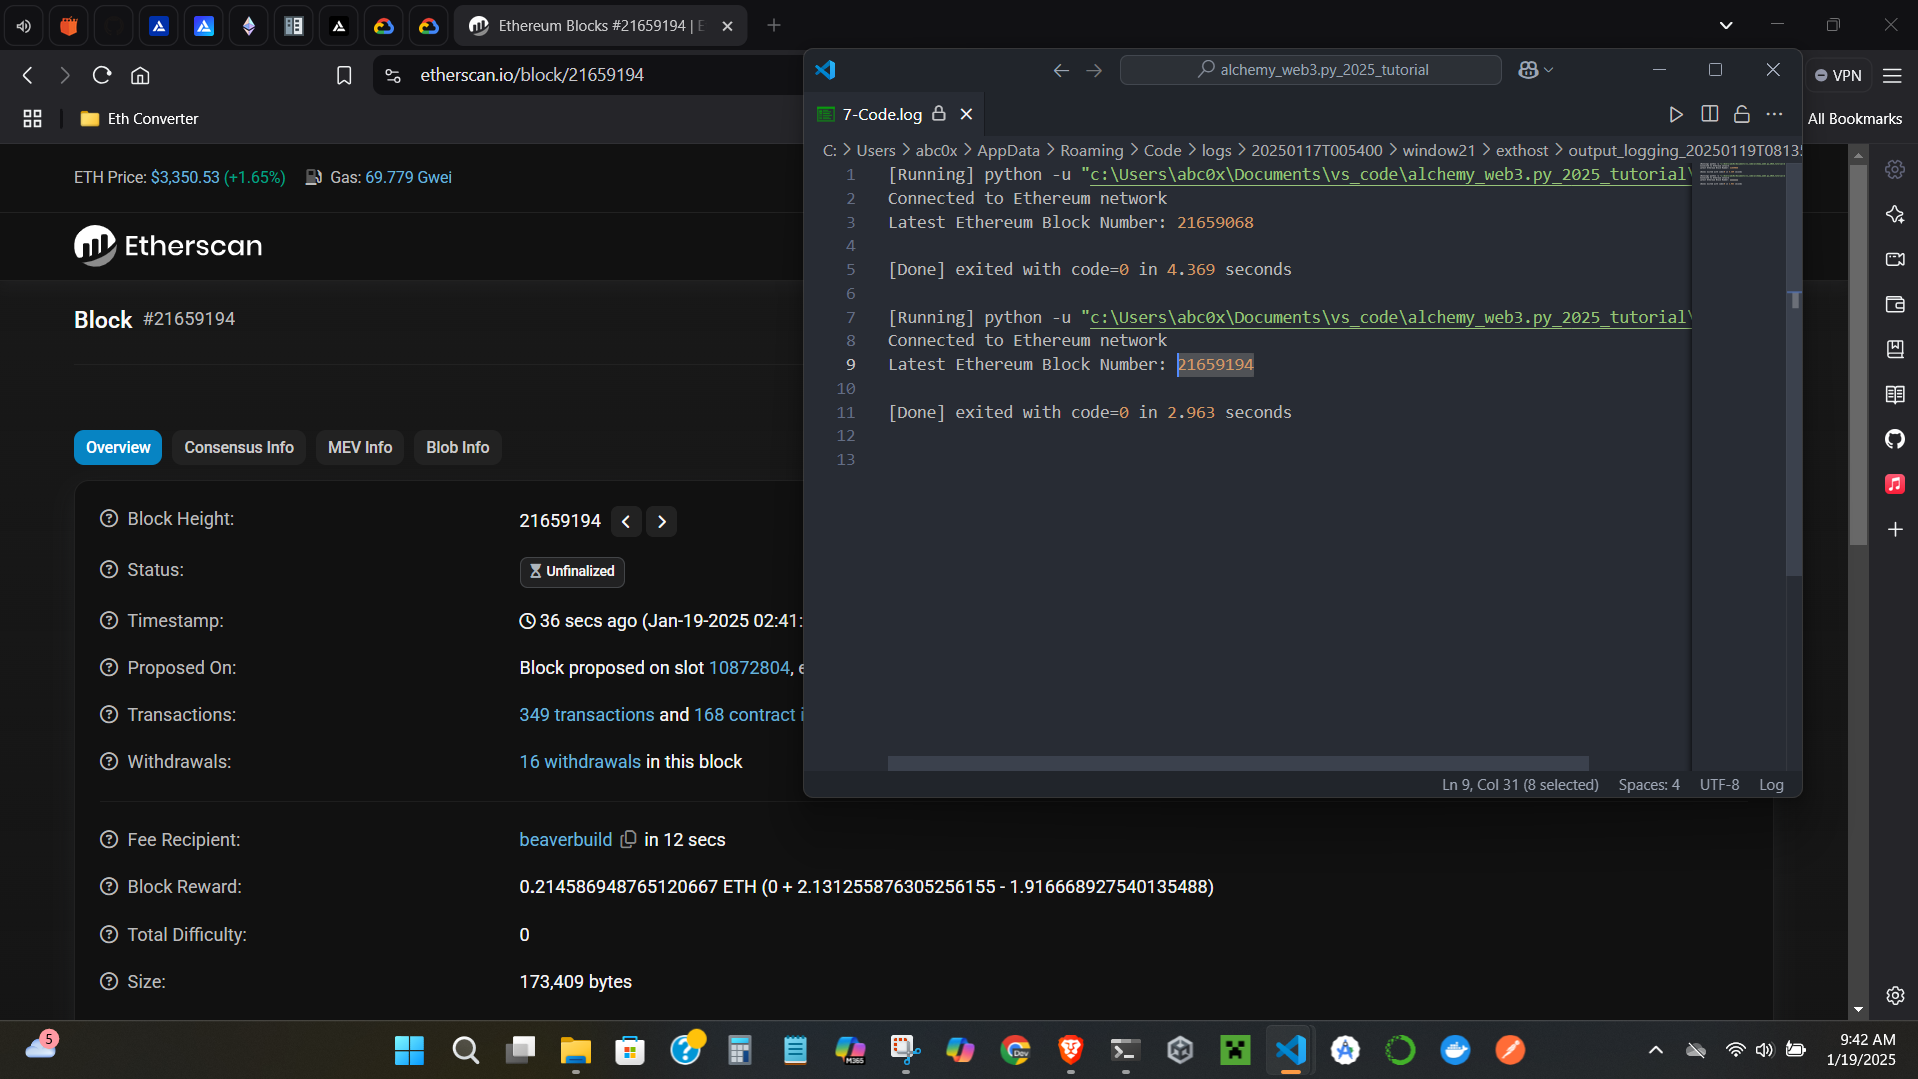 Ethereum Blocks #21659194 | E
etherscan.io/block/21659194
VPN
Eth Converter
All Bookmarks
ETH Price: $3,350.53 (+1.65%) Gas: 69.779 Gwei
Etherscan
Block #21659194
Overview Consensus Info MEV Info Blob Info
Block Height: 21659194
Status: Unfinalized
Timestamp: 36 secs ago (Jan-19-2025 02:41:
Proposed On: Block proposed on slot 10872804, e
Transactions: 349 transactions and 168 contract i
Withdrawals: 16 withdrawals in this block
Fee Recipient: beaverbuild in 12 secs
Block Reward: 0.214586948765120667 ETH (0 + 2.131255876305256155 - 1.916668927540135488)
Total Difficulty: 0
Size: 173,409 bytes
alchemy_web3.py_2025_tutorial
7-Code.log
C: > Users > abc0x > AppData > Roaming > Code > logs > 20250117T005400 > window21 > exthost > output_logging_20250119T08135
1 [Running] python -u "c:\Users\abc0x\Documents\vs_code\alchemy_web3.py_2025_tutorial\
2 Connected to Ethereum network
3 Latest Ethereum Block Number: 21659068
4
5 [Done] exited with code=0 in 4.369 seconds
6
7 [Running] python -u "c:\Users\abc0x\Documents\vs_code\alchemy_web3.py_2025_tutorial\
8 Connected to Ethereum network
9 Latest Ethereum Block Number: 21659194
10
11 [Done] exited with code=0 in 2.963 seconds
12
13
Ln 9, Col 31 (8 selected) Spaces: 4 UTF-8 Log
5
M365
Dev
9:42 AM
1/19/2025